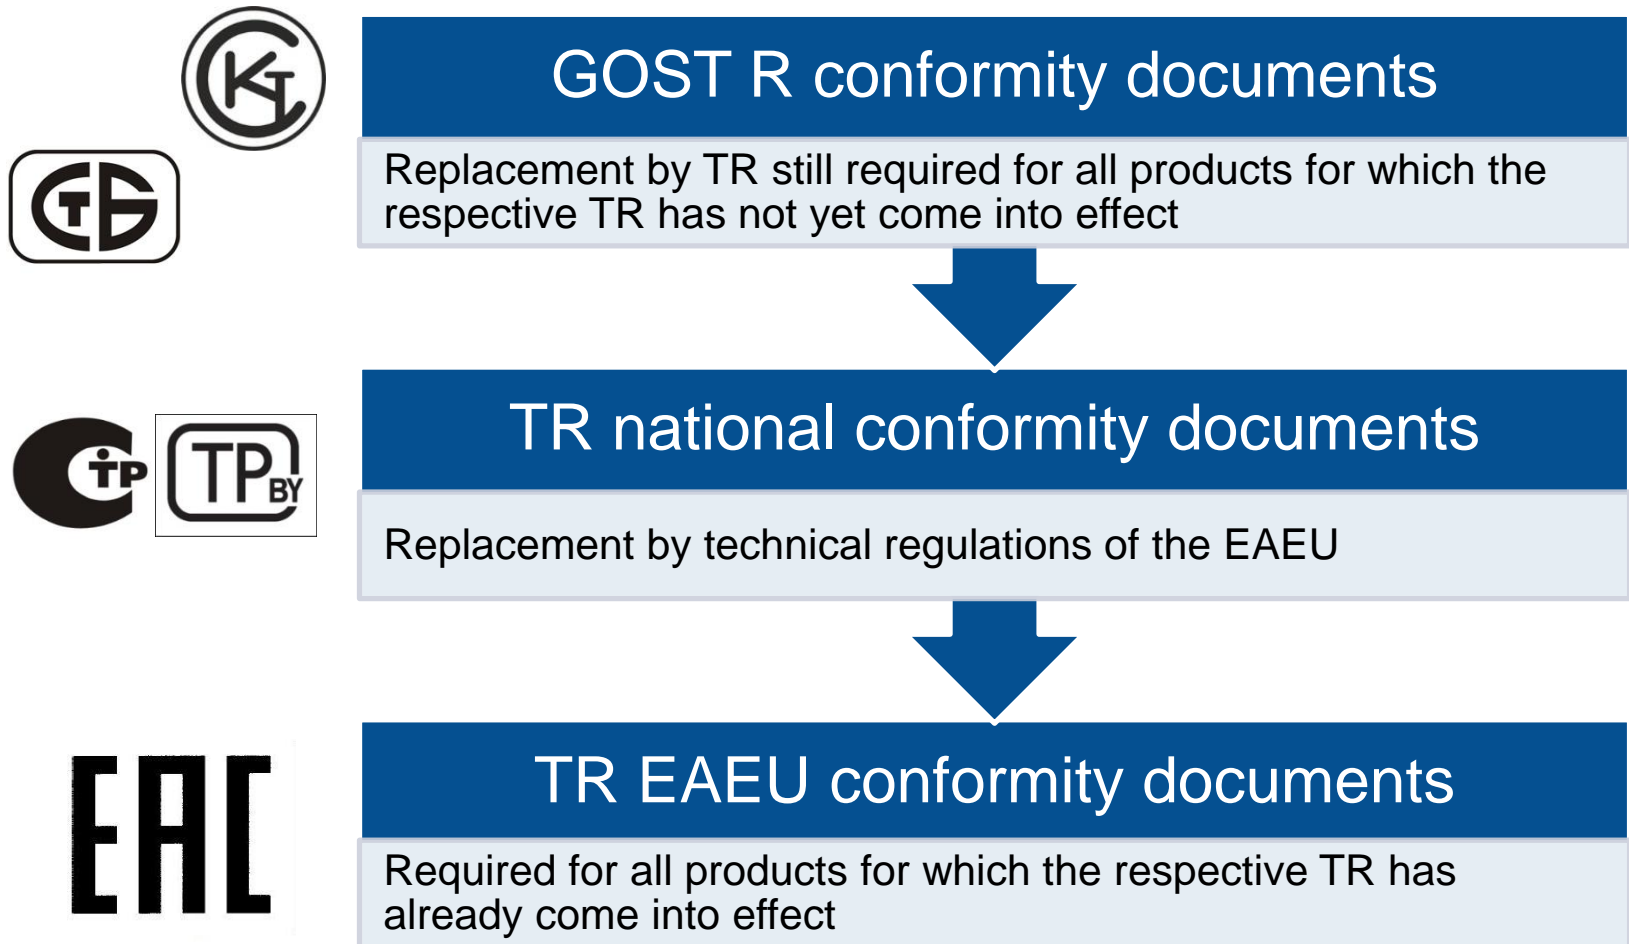 GOST R conformity documents
Replacement by TR still required for all products for which the
respective TR has not yet come into effect
TR national conformity documents
ТР BY
Replacement by technical regulations of the EAEU
TR EAEU conformity documents
EAC
Required for all products for which the respective TR has
already come into effect